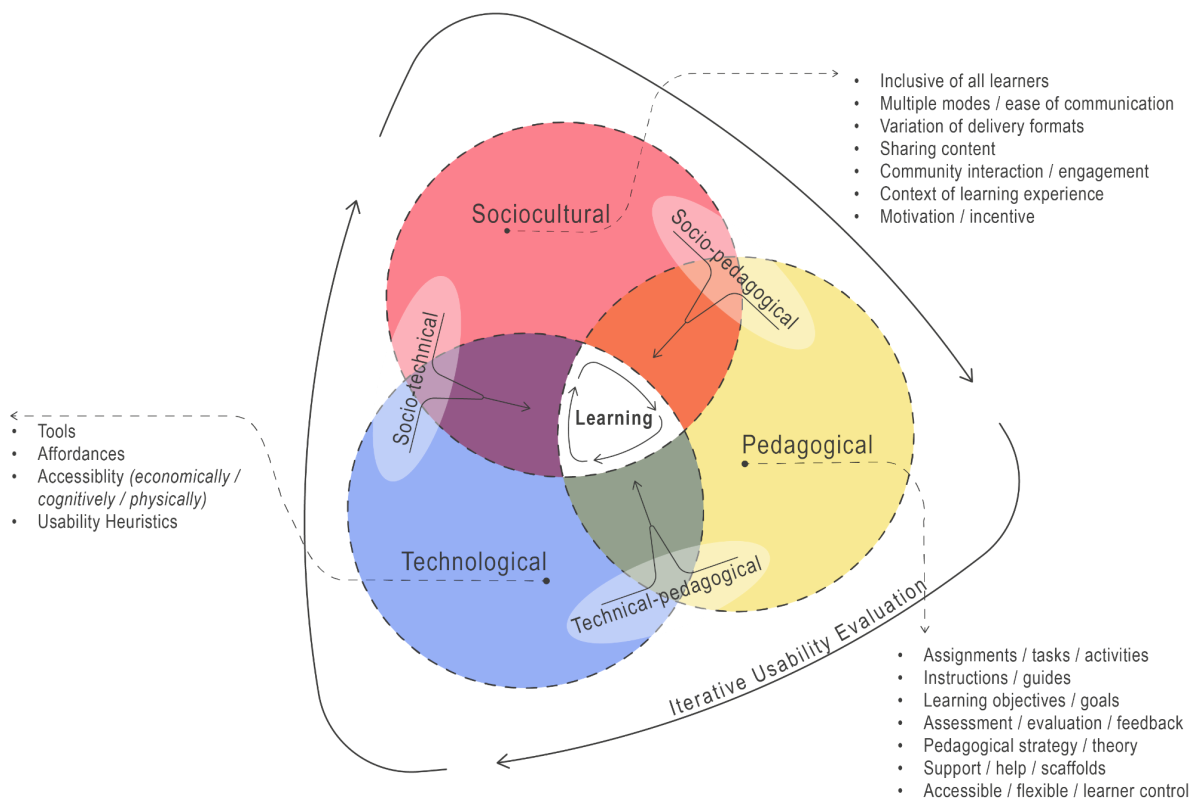 • Inclusive of all learners
• Multiple modes / ease of communication
• Variation of delivery formats
• Sharing content
• Community interaction / engagement
• Context of learning experience
• Motivation / incentive
Sociocultural
Socio-pedagogical
Socio-technical
Learning
Pedagogical
• Tools
• Affordances
• Accessiblity (economically /
cognitively / physically)
• Usability Heuristics
Technological
Technical-pedagogical
Iterative Usability Evaluation
• Assignments / tasks / activities
• Instructions / guides
• Learning objectives / goals
• Assessment / evaluation / feedback
• Pedagogical strategy / theory
• Support / help / scaffolds
• Accessible / flexible / learner control